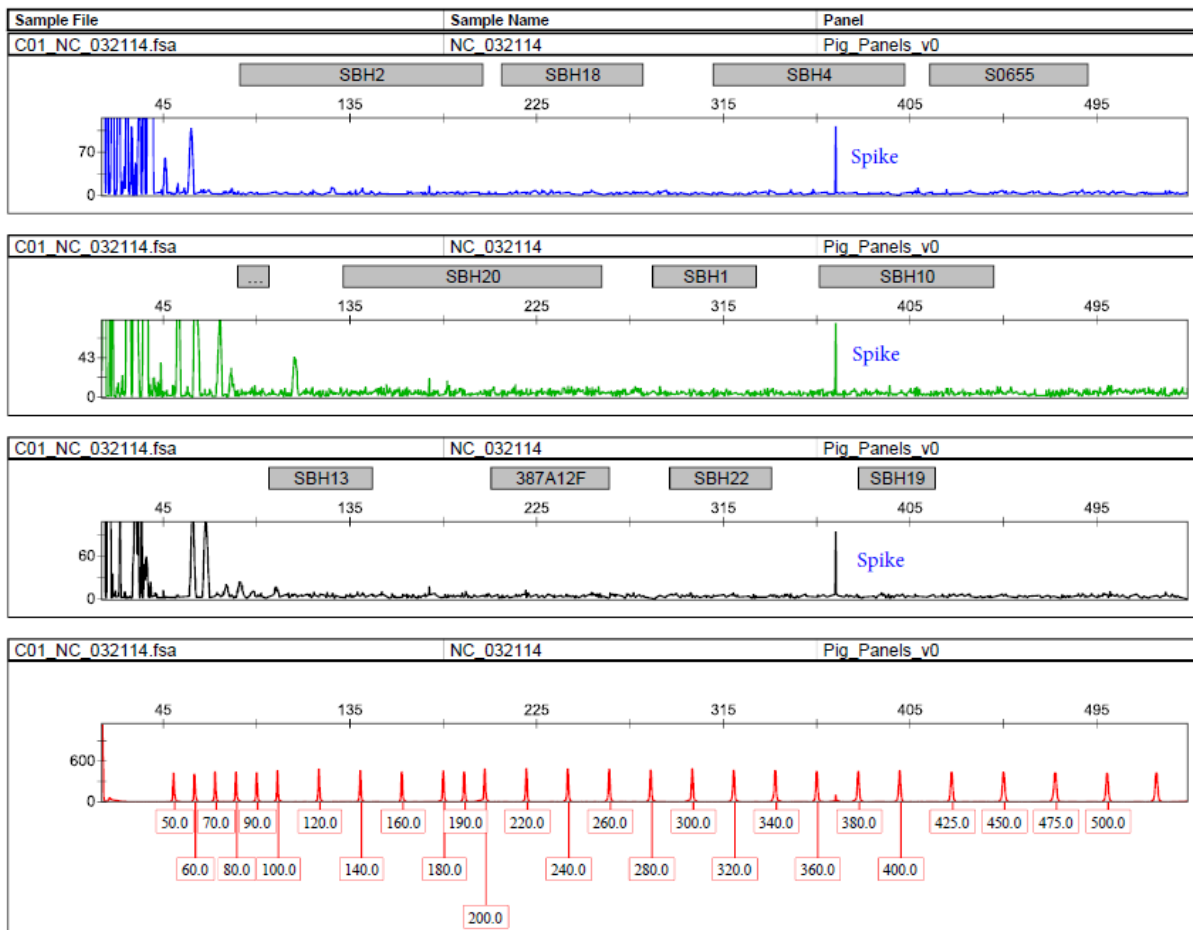 Sample File Sample Name Panel
C01_NC_032114.fsa NC_032114 Pig_Panels_v0
SBH2 SBH18 SBH4 S0655
45 135 225 315 405 495
70
Spike
0
C01_NC_032114.fsa NC_032114 Pig_Panels_v0
... SBH20 SBH1 SBH10
45 135 225 315 405 495
43
Spike
0
C01_NC_032114.fsa NC_032114 Pig_Panels_v0
SBH13 387A12F SBH22 SBH19
45 135 225 315 405 495
60
Spike
0
C01_NC_032114.fsa NC_032114 Pig_Panels_v0
45 135 225 315 405 495
600
0
50.0 70.0 90.0 120.0 160.0 190.0 220.0 260.0 300.0 340.0 380.0 425.0 450.0 475.0 500.0
60.0 80.0 100.0 140.0 180.0 240.0 280.0 320.0 360.0 400.0
200.0